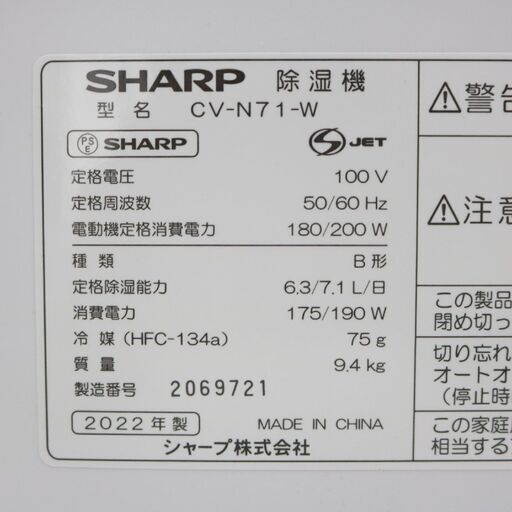 SHARP 除湿機
型名 CV-N71-W
PSE SHARP S JET
定格電圧 100 V
定格周波数 50/60 Hz
電動機定格消費電力 180/200 W
種類 B形
定格除湿能力 6.3/7.1 L/日
消費電力 175/190 W
冷媒 (HFC-134a) 75 g
質量 9.4 kg
製造番号 2069721
2022年製 MADE IN CHINA
シャープ株式会社
⚠警告
⚠注意
この製品
閉め切っ
切り忘れ
オートオ
(停止時
この家庭用
相当する